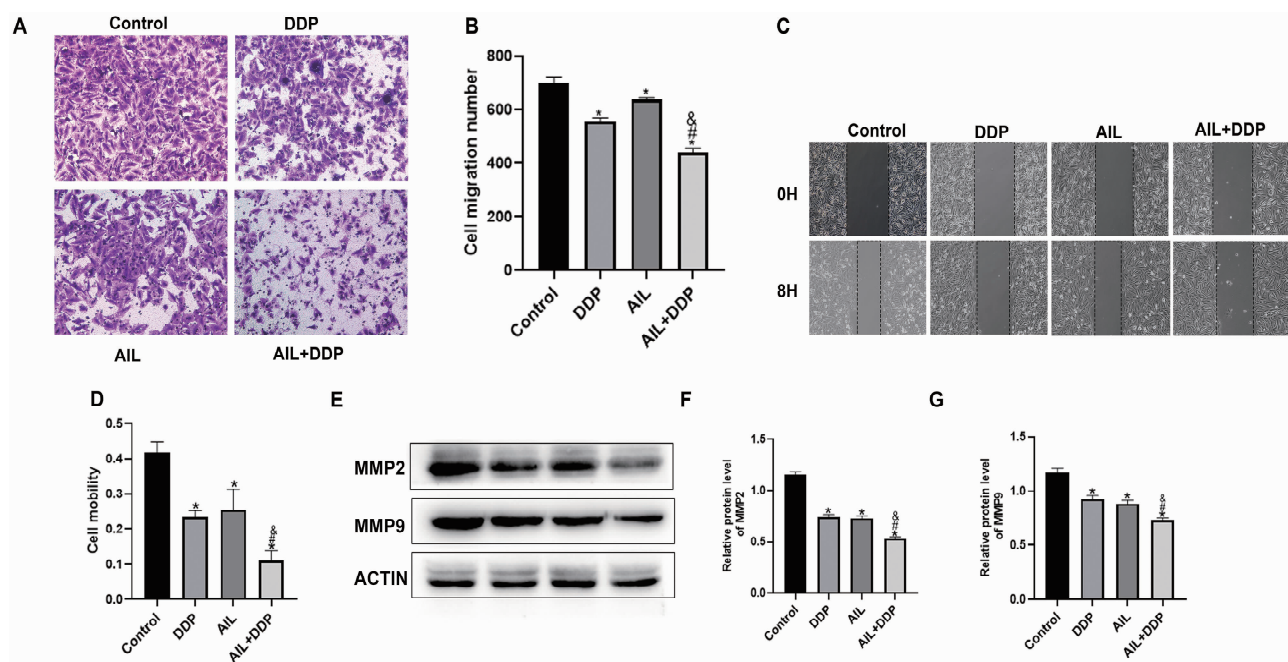 A
Control
DDP
AIL
AIL+DDP
B
Cell migration number
800
600
400
200
0
*
*
&
#
*
Control
DDP
AIL
AIL+DDP
C
Control
DDP
AIL
AIL+DDP
0H
8H
D
Cell mobility
0.5
0.4
0.3
0.2
0.1
0.0
*
*
&
#
*
Control
DDP
AIL
AIL+DDP
E
MMP2
MMP9
ACTIN
F
Relative protein level
of MMP2
1.5
1.0
0.5
0.0
*
*
&
#
*
Control
DDP
AIL
AIL+DDP
G
Relative protein level
of MMP9
1.5
1.0
0.5
0.0
*
*
&
#
*
Control
DDP
AIL
AIL+DDP